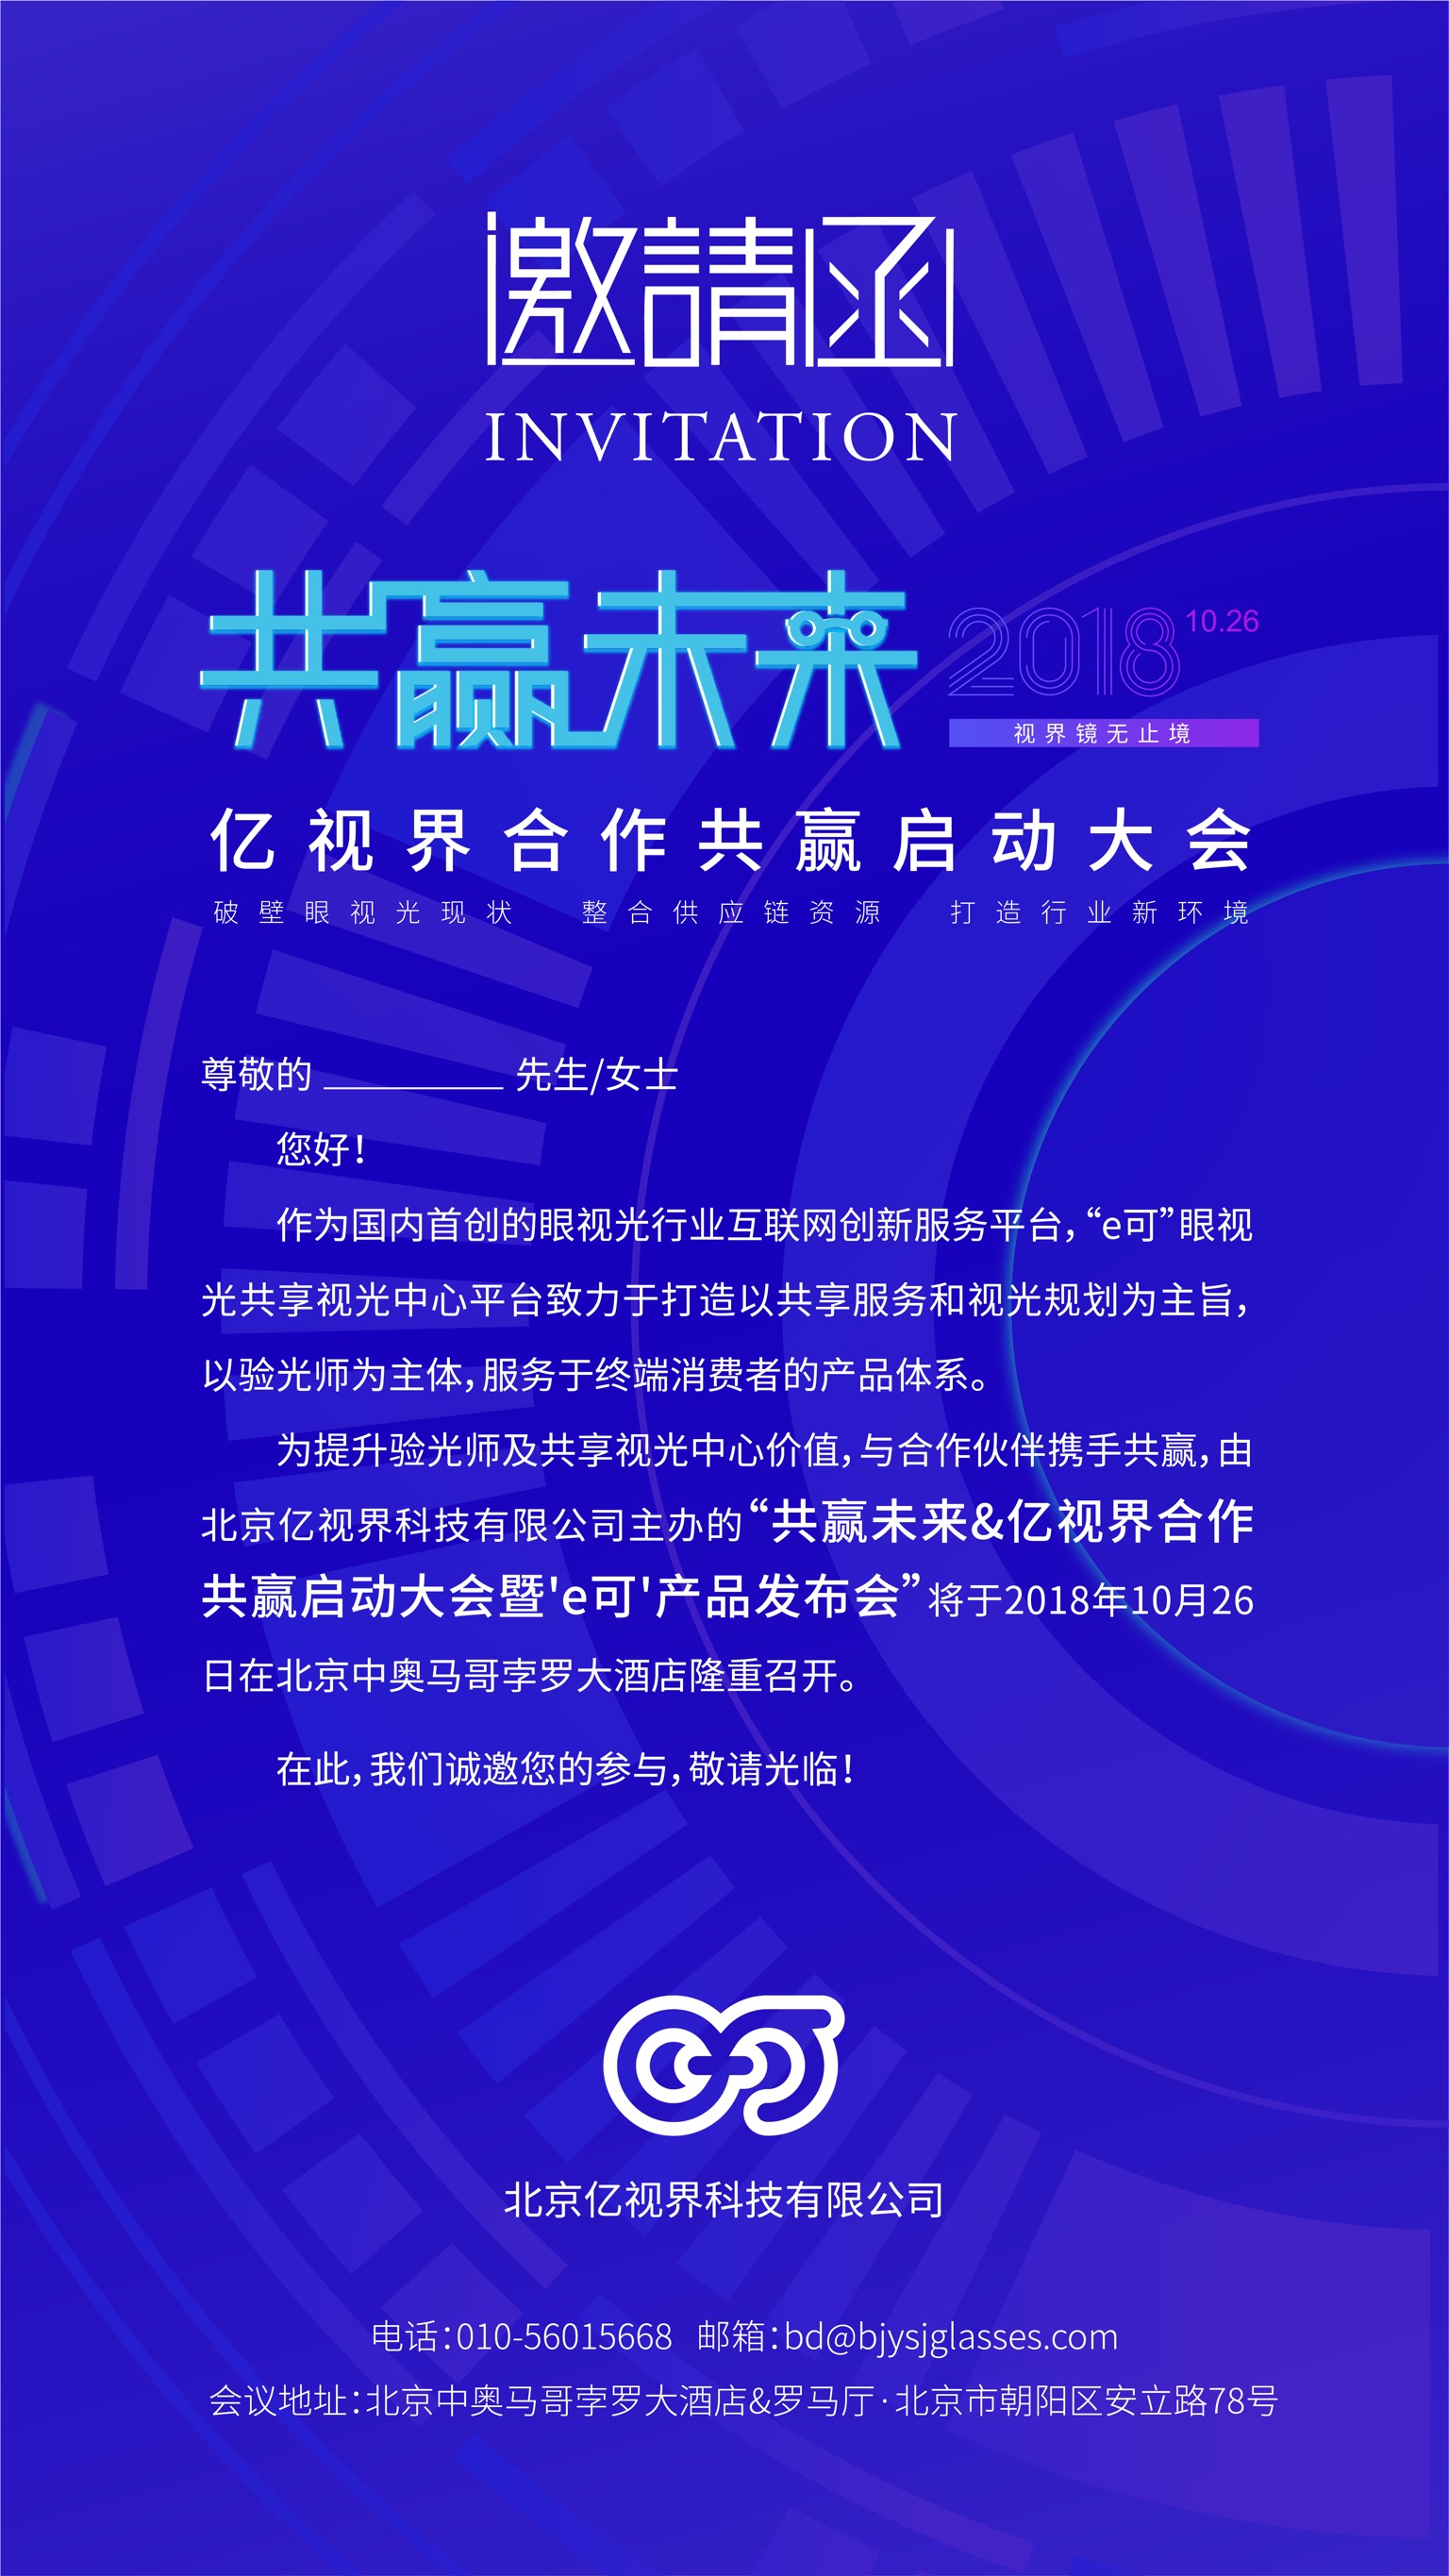 邀請函
INVITATION
共赢未来
2018 10.26
视界镜无止境
亿视界合作共赢启动大会
破壁眼视光现状 整合供应链资源 打造行业新环境
尊敬的 __________ 先生/女士
您好！
作为国内首创的眼视光行业互联网创新服务平台，“e可”眼视
光共享视光中心平台致力于打造以共享服务和视光规划为主旨，
以验光师为主体，服务于终端消费者的产品体系。
为提升验光师及共享视光中心价值，与合作伙伴携手共赢，由
北京亿视界科技有限公司主办的“共赢未来&亿视界合作
共赢启动大会暨'e可'产品发布会”将于2018年10月26
日在北京中奥马哥孛罗大酒店隆重召开。
在此，我们诚邀您的参与，敬请光临！
北京亿视界科技有限公司
电话：010-56015668 邮箱：bd@bjysjglasses.com
会议地址：北京中奥马哥孛罗大酒店&罗马厅·北京市朝阳区安立路78号